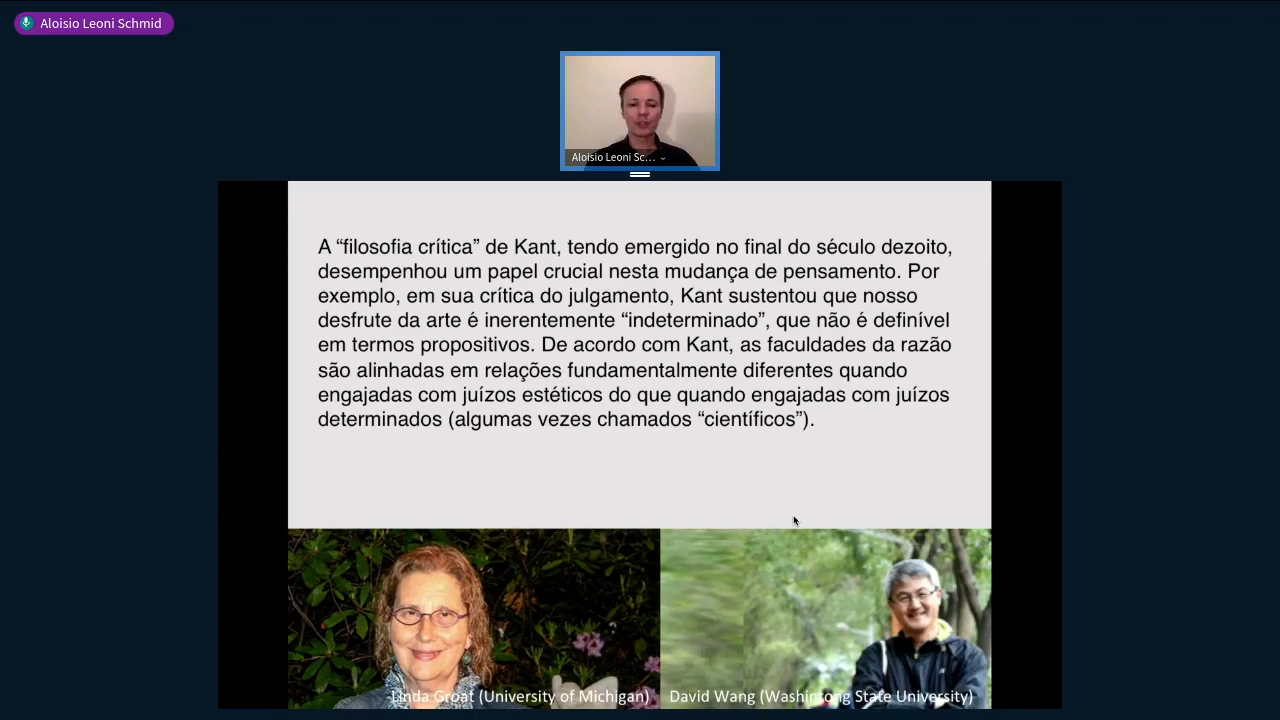 Aloisio Leoni Schmid
Aloisio Leoni Sc...
A “filosofia crítica” de Kant, tendo emergido no final do século dezoito,
desempenhou um papel crucial nesta mudança de pensamento. Por
exemplo, em sua crítica do julgamento, Kant sustentou que nosso
desfrute da arte é inerentemente “indeterminado”, que não é definível
em termos propositivos. De acordo com Kant, as faculdades da razão
são alinhadas em relações fundamentalmente diferentes quando
engajadas com juízos estéticos do que quando engajadas com juízos
determinados (algumas vezes chamados “científicos”).
Linda Groat (University of Michigan)
David Wang (Washintong State University)